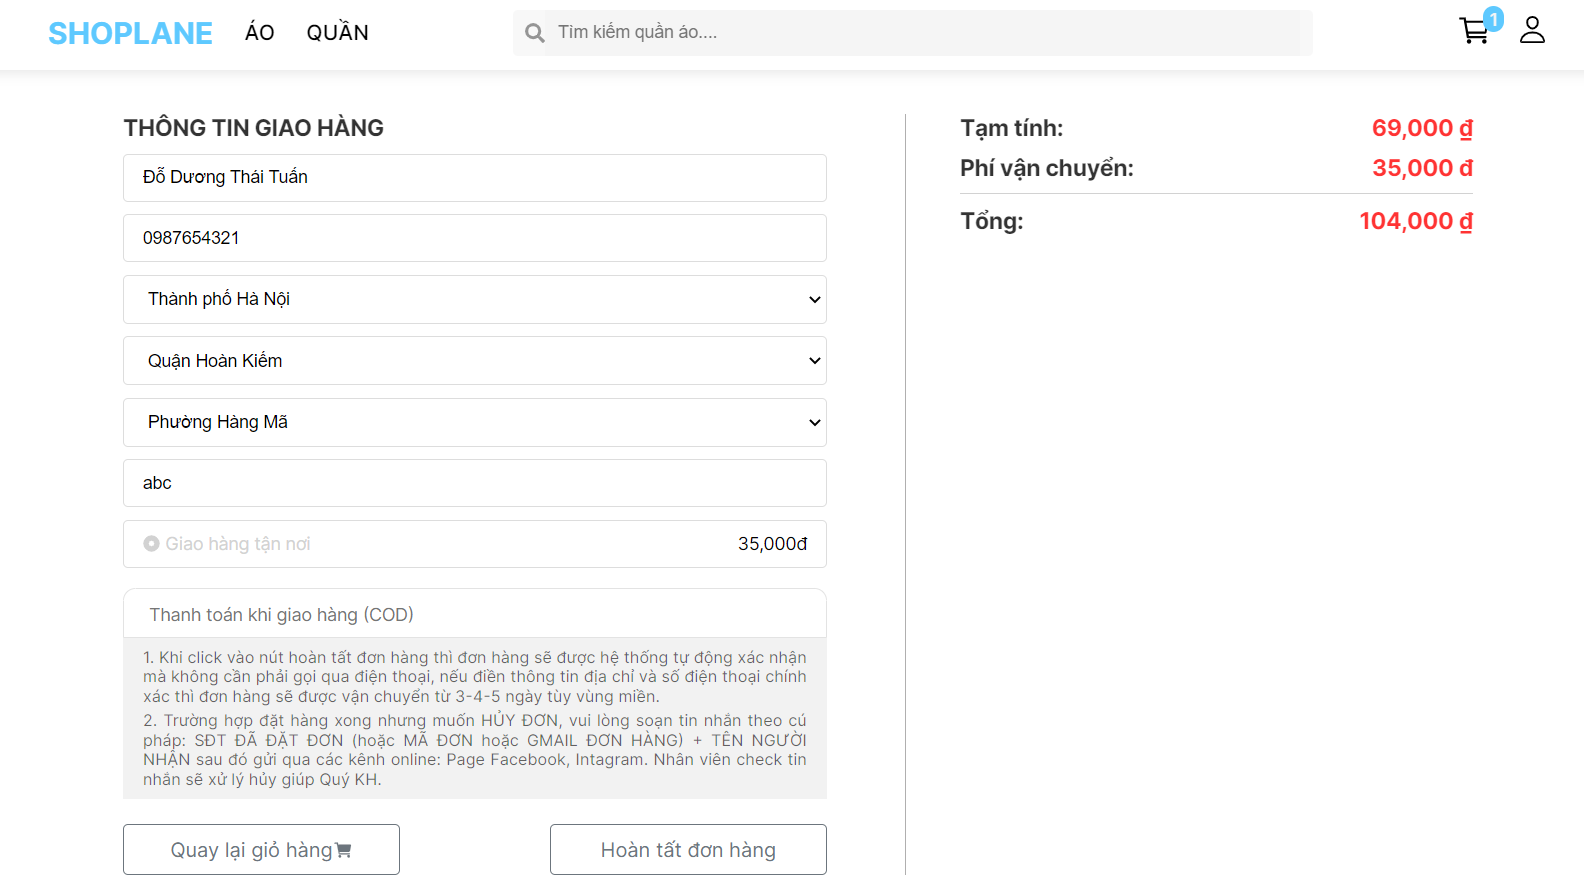 SHOPLANE ÁO QUẦN Tìm kiếm quần áo.... 1
THÔNG TIN GIAO HÀNG
Đỗ Dương Thái Tuấn
0987654321
Thành phố Hà Nội
Quận Hoàn Kiếm
Phường Hàng Mã
abc
Giao hàng tận nơi 35,000đ
Thanh toán khi giao hàng (COD)
1. Khi click vào nút hoàn tất đơn hàng thì đơn hàng sẽ được hệ thống tự động xác nhận
mà không cần phải gọi qua điện thoại, nếu điền thông tin địa chỉ và số điện thoại chính
xác thì đơn hàng sẽ được vận chuyển từ 3-4-5 ngày tùy vùng miền.
2. Trường hợp đặt hàng xong nhưng muốn HỦY ĐƠN, vui lòng soạn tin nhắn theo cú
pháp: SĐT ĐÃ ĐẶT ĐƠN (hoặc MÃ ĐƠN hoặc GMAIL ĐƠN HÀNG) + TÊN NGƯỜI
NHẬN sau đó gửi qua các kênh online: Page Facebook, Intagram. Nhân viên check tin
nhắn sẽ xử lý hủy giúp Quý KH.
Quay lại giỏ hàng Hoàn tất đơn hàng
Tạm tính: 69,000 ₫
Phí vận chuyển: 35,000 đ
Tổng: 104,000 ₫